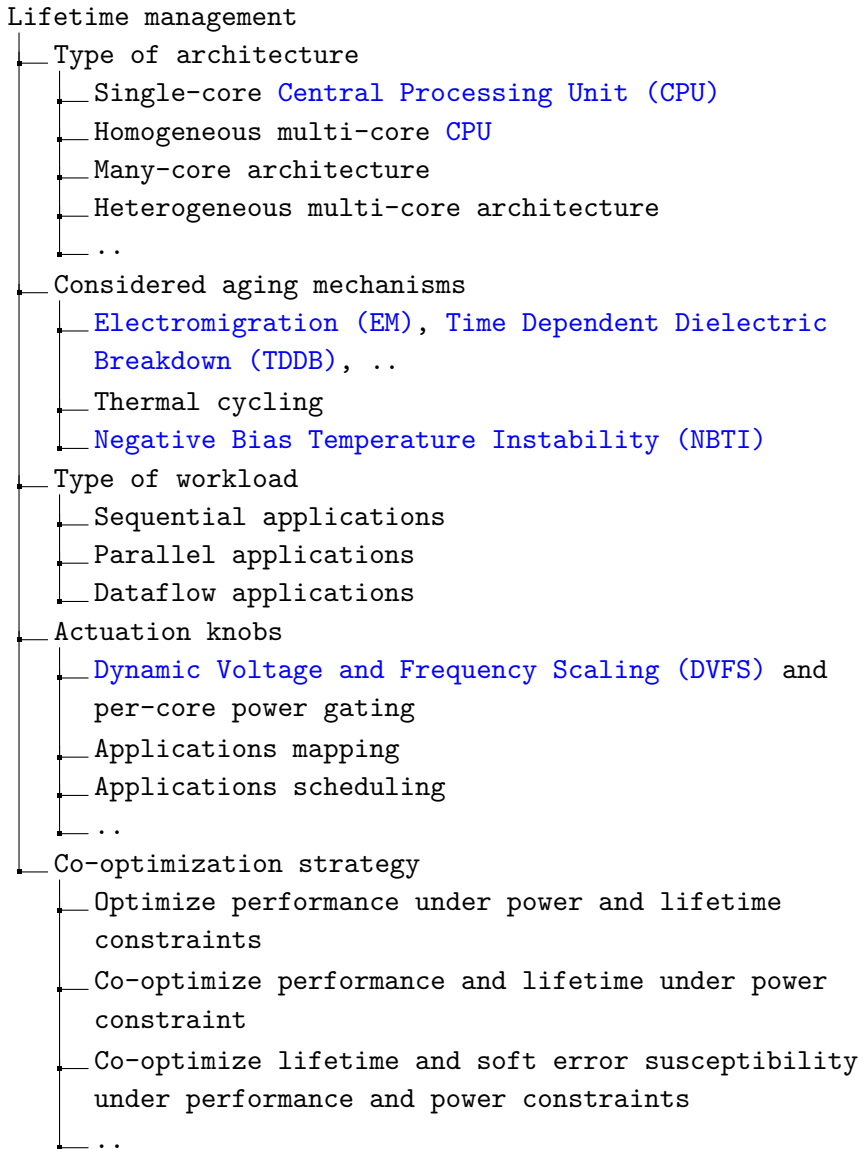 Lifetime management
Type of architecture
Single-core Central Processing Unit (CPU)
Homogeneous multi-core CPU
Many-core architecture
Heterogeneous multi-core architecture
..
Considered aging mechanisms
Electromigration (EM), Time Dependent Dielectric
Breakdown (TDDB), ..
Thermal cycling
Negative Bias Temperature Instability (NBTI)
Type of workload
Sequential applications
Parallel applications
Dataflow applications
Actuation knobs
Dynamic Voltage and Frequency Scaling (DVFS) and
per-core power gating
Applications mapping
Applications scheduling
..
Co-optimization strategy
Optimize performance under power and lifetime
constraints
Co-optimize performance and lifetime under power
constraint
Co-optimize lifetime and soft error susceptibility
under performance and power constraints
..